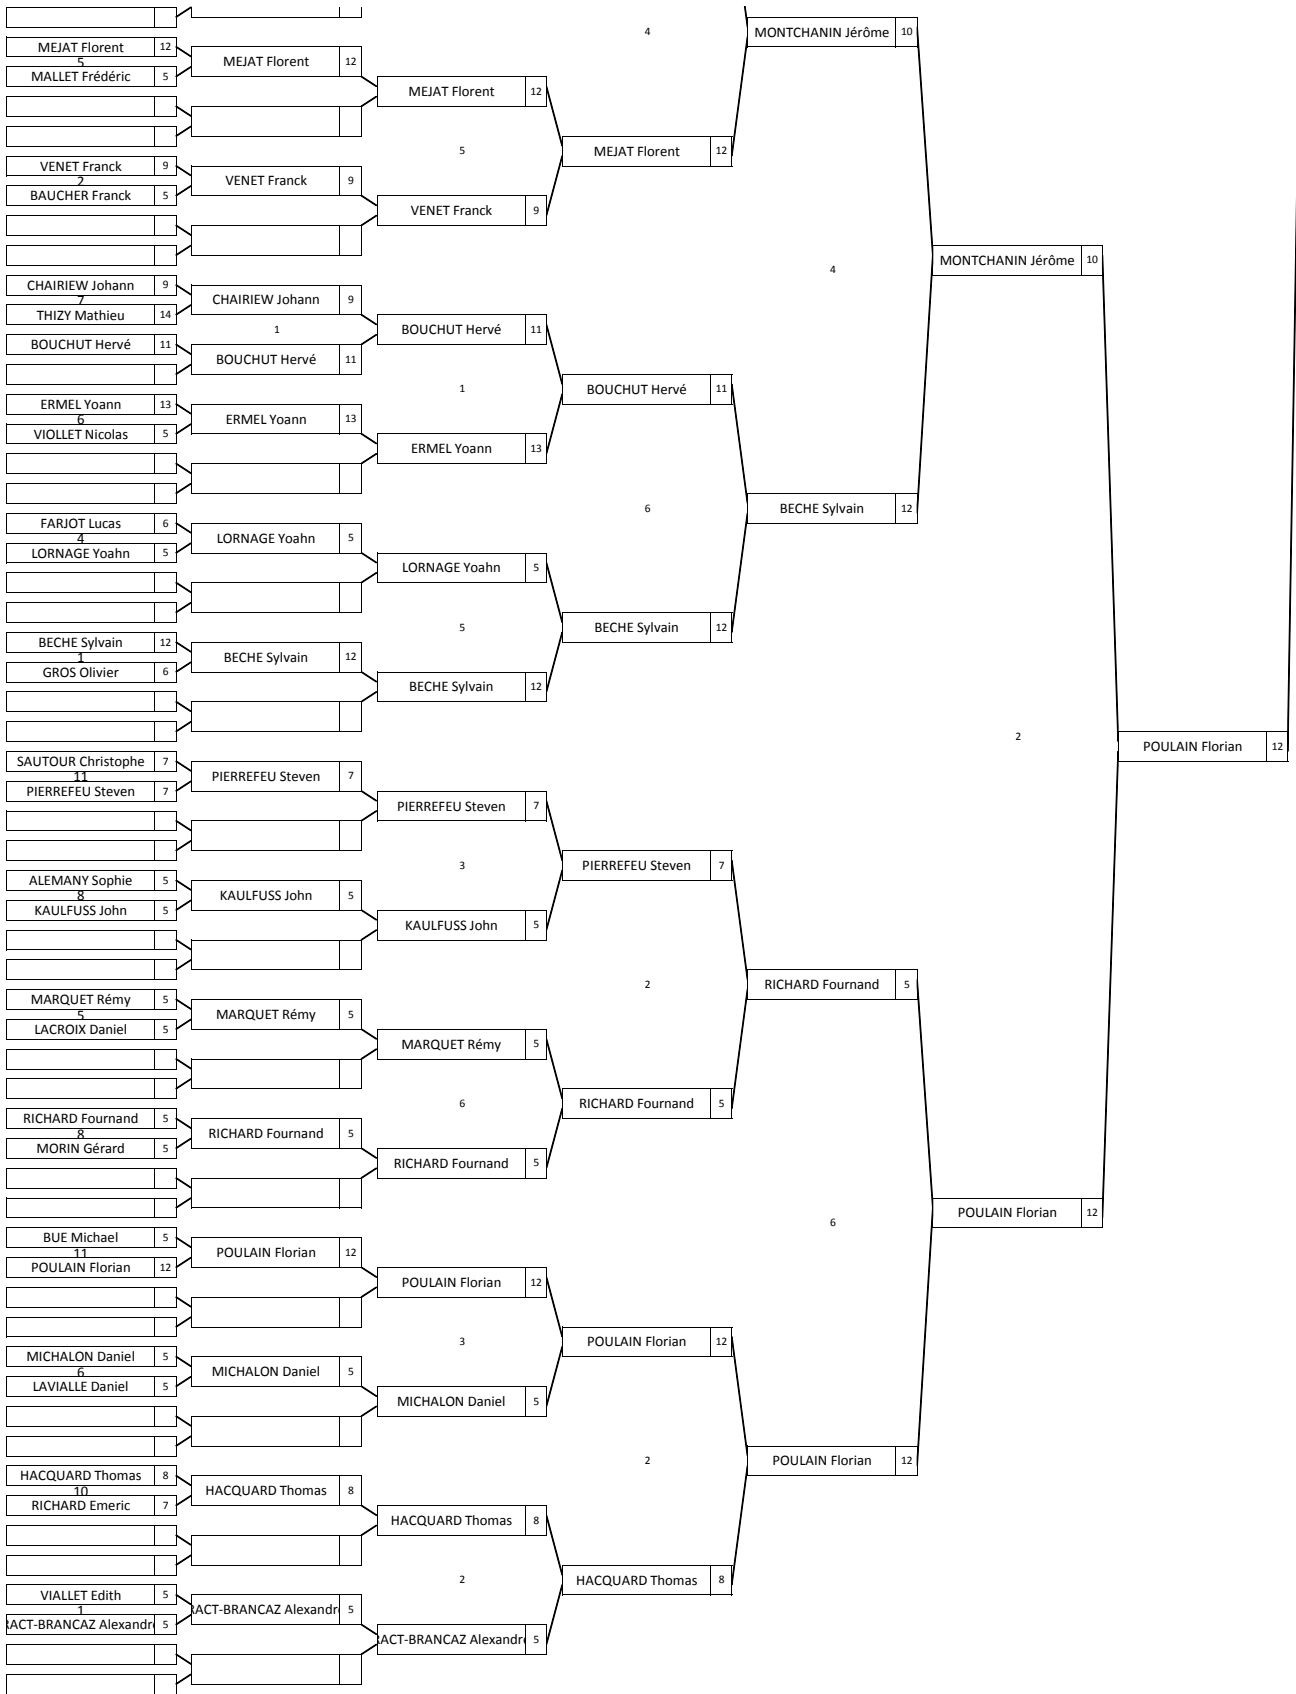 4
MONTCHANIN Jérôme 10
MEJAT Florent 12
5
MALLET Frédéric 5
MEJAT Florent 12
MEJAT Florent 12
5
MEJAT Florent 12
VENET Franck 9
2
BAUCHER Franck 5
VENET Franck 9
VENET Franck 9
4
MONTCHANIN Jérôme 10
CHAIRIEW Johann 9
7
THIZY Mathieu 14
CHAIRIEW Johann 9
1
BOUCHUT Hervé 11
BOUCHUT Hervé 11
BOUCHUT Hervé 11
1
BOUCHUT Hervé 11
ERMEL Yoann 13
6
VIOLLET Nicolas 5
ERMEL Yoann 13
ERMEL Yoann 13
6
BECHE Sylvain 12
FARJOT Lucas 6
4
LORNAGE Yoahn 5
LORNAGE Yoahn 5
LORNAGE Yoahn 5
5
BECHE Sylvain 12
BECHE Sylvain 12
1
GROS Olivier 6
BECHE Sylvain 12
BECHE Sylvain 12
2
POULAIN Florian 12
SAUTOUR Christophe 7
11
PIERREFEU Steven 7
PIERREFEU Steven 7
PIERREFEU Steven 7
3
PIERREFEU Steven 7
ALEMANY Sophie 5
8
KAULFUSS John 5
KAULFUSS John 5
KAULFUSS John 5
2
RICHARD Fournand 5
MARQUET Rémy 5
5
LACROIX Daniel 5
MARQUET Rémy 5
MARQUET Rémy 5
6
RICHARD Fournand 5
RICHARD Fournand 5
8
MORIN Gérard 5
RICHARD Fournand 5
RICHARD Fournand 5
6
POULAIN Florian 12
BUE Michael 5
11
POULAIN Florian 12
POULAIN Florian 12
POULAIN Florian 12
3
POULAIN Florian 12
MICHALON Daniel 5
6
LAVIALLE Daniel 5
MICHALON Daniel 5
MICHALON Daniel 5
2
POULAIN Florian 12
HACQUARD Thomas 8
10
RICHARD Emeric 7
HACQUARD Thomas 8
HACQUARD Thomas 8
2
HACQUARD Thomas 8
VIALLET Edith 5
1
RACT-BRANCAZ Alexandre 5
RACT-BRANCAZ Alexandre 5
RACT-BRANCAZ Alexandre 5